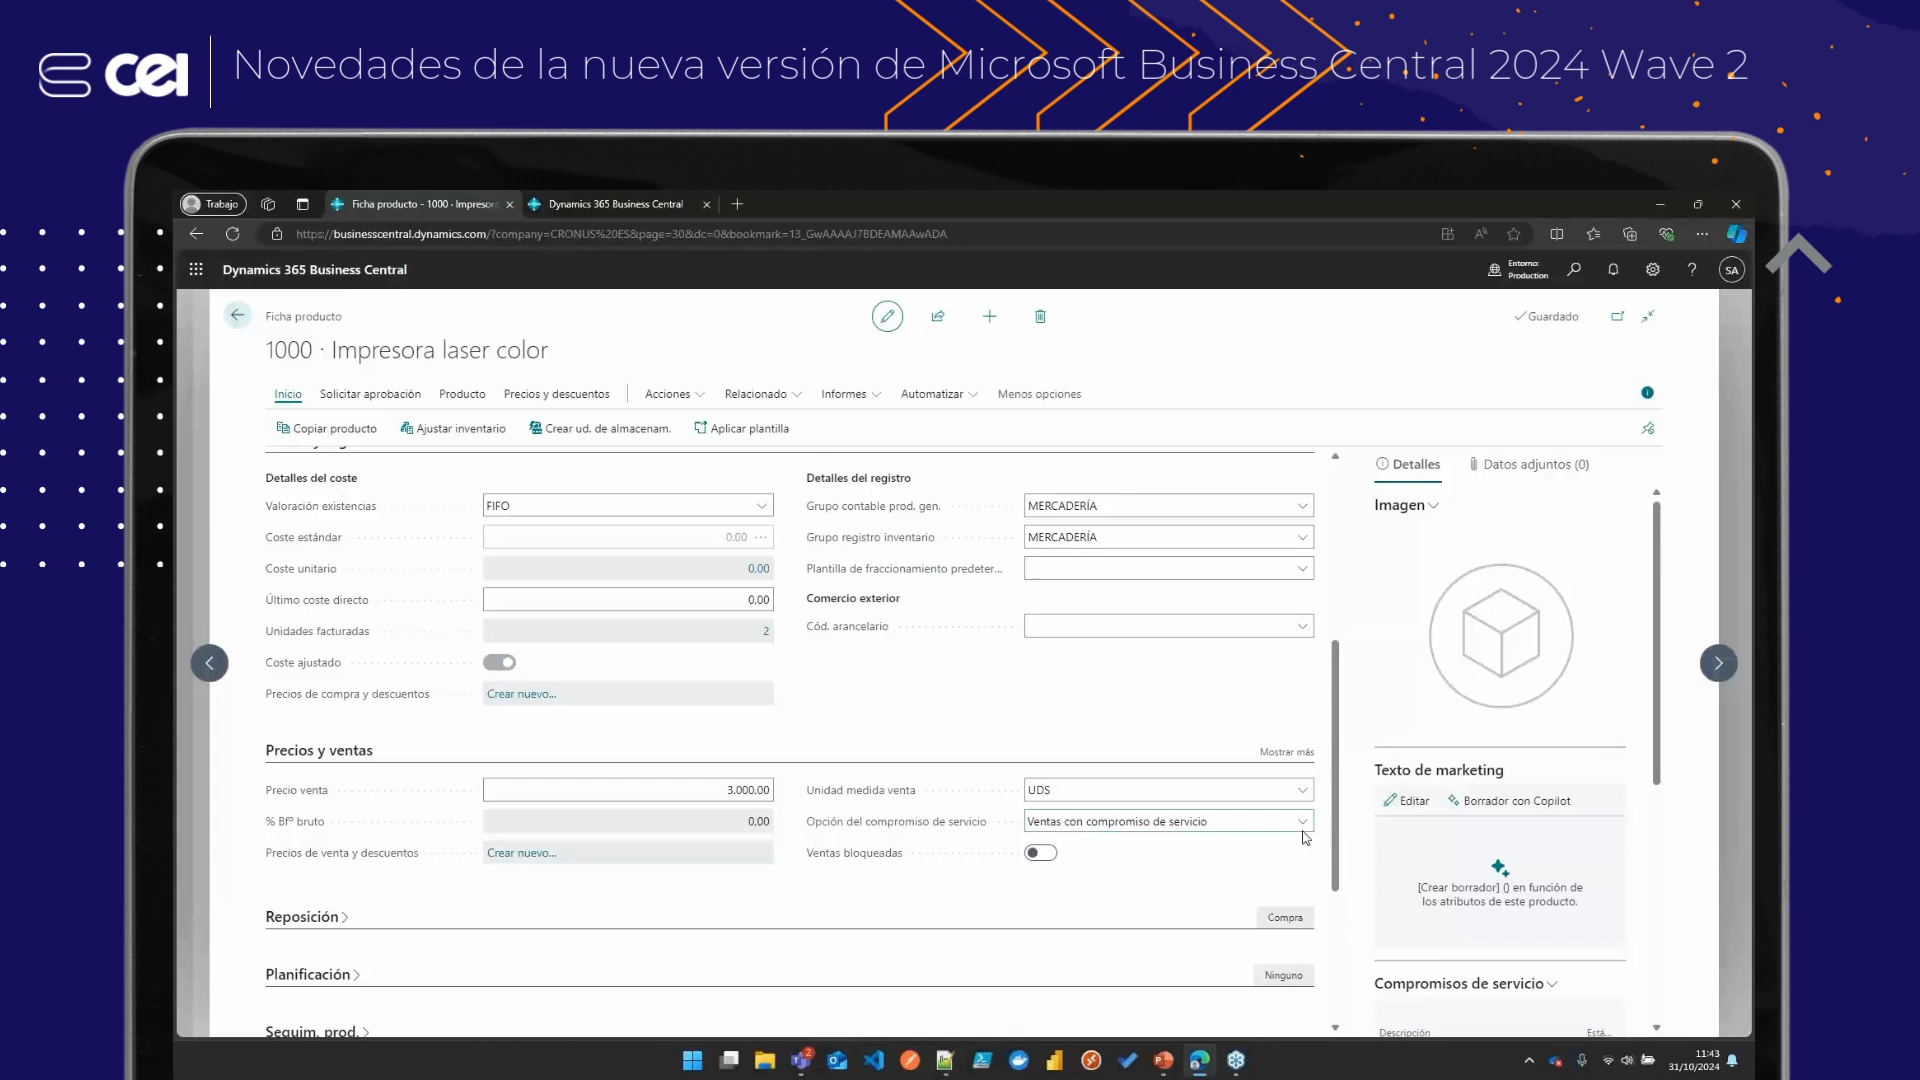 cei
Novedades de la nueva versión de Microsoft Business Central 2024 Wave 2
Trabajo
Ficha producto - 1000 · Impresor
Dynamics 365 Business Central
https://businesscentral.dynamics.com/?company=CRONUS%20ES&page=30&dc=0&bookmark=13_GwAAAAJ7BDEAMAAwADA
Dynamics 365 Business Central
Entorno:
Production
SA
Ficha producto
Guardado
1000 · Impresora laser color
Inicio
Solicitar aprobación
Producto
Precios y descuentos
Acciones
Relacionado
Informes
Automatizar
Menos opciones
Copiar producto
Ajustar inventario
Crear ud. de almacenam.
Aplicar plantilla
Detalles del coste
Valoración existencias
FIFO
Coste estándar
0,00
Coste unitario
0,00
Último coste directo
0,00
Unidades facturadas
2
Coste ajustado
Precios de compra y descuentos
Crear nuevo...
Detalles del registro
Grupo contable prod. gen.
MERCADERÍA
Grupo registro inventario
MERCADERÍA
Plantilla de fraccionamiento predeter...
Comercio exterior
Cód. arancelario
Precios y ventas
Mostrar más
Precio venta
3.000,00
% Bfº bruto
0,00
Precios de venta y descuentos
Crear nuevo...
Unidad medida venta
UDS
Opción del compromiso de servicio
Ventas con compromiso de servicio
Ventas bloqueadas
Reposición
Compra
Planificación
Ninguno
Seguim. prod.
Detalles
Datos adjuntos (0)
Imagen
Texto de marketing
Editar
Borrador con Copilot
[Crear borrador] () en función de
los atributos de este producto.
Compromisos de servicio
Descripción
Está...
2
11:43
31/10/2024